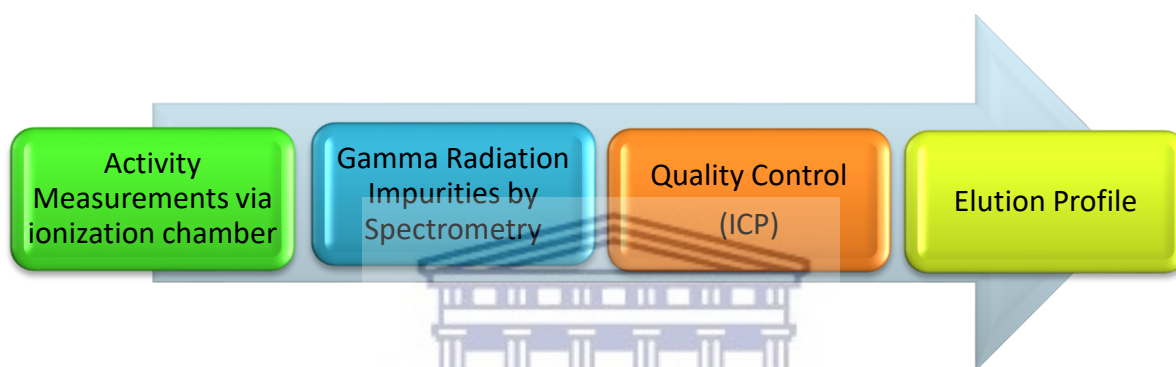 Activity
Measurements via
ionization chamber
Gamma Radiation
Impurities by
Spectrometry
Quality Control
(ICP)
Elution Profile